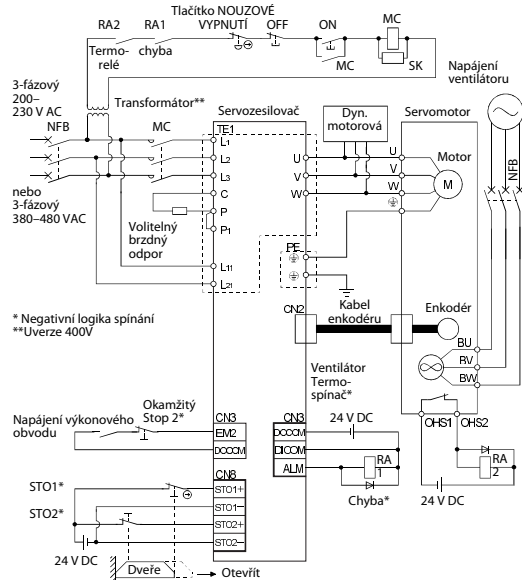 Tlačítko NOUZOVÉ
RA2 RA1 VYPNUTÍ OFF ON MC
Termo-
relé
chyba
MC
SK
Napájení
ventilátoru
3-fázový
200–
230 V AC
Transformátor**
NFB
MC
Servozesilovač
TE1
Dyn.
motorová
Servomotor
NFB
L1
L2
L3
C
P
P1
L11
L21
U
V
W
U
V
W
Motor
M
nebo
3-fázový
380–480 VAC
Volitelný
brzdný
odpor
PE
* Negativní logika spínání
**Uverze 400V
CN2
Kabel
enkodéru
Enkodér
BU
BV
BW
Ventilátor
Termo-
spínač*
OHS1 OHS2
Napájení výkonového
obvodu
Okamžitý
Stop 2*
CN3
EM2
DOCOM
CN3
DOCOM
DICOM
ALM
24 V DC
RA
1
Chyba*
RA
2
24 V DC
CN8
STO1*
STO2*
STO1+
STO1–
STO2+
STO2–
24 V DC
Dveře
Otevřít